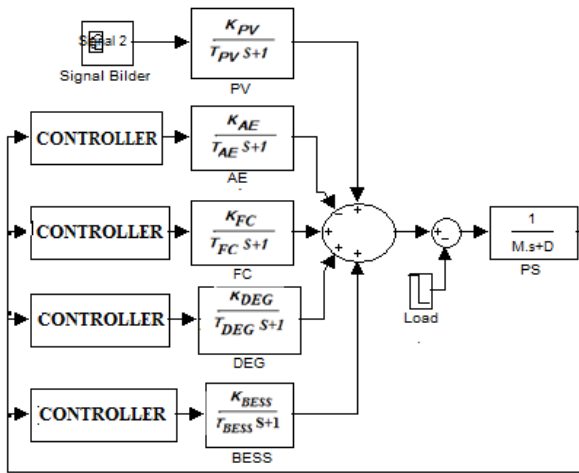 Signal 2
Signal Bilder
K_PV
T_PV S+1
PV
CONTROLLER
K_AE
T_AE S+1
AE
CONTROLLER
K_FC
T_FC S+1
FC
CONTROLLER
K_DEG
T_DEG S+1
DEG
CONTROLLER
K_BESS
T_BESS S+1
BESS
− +
+
+ +
+
−
1
M.s+D
PS
Load